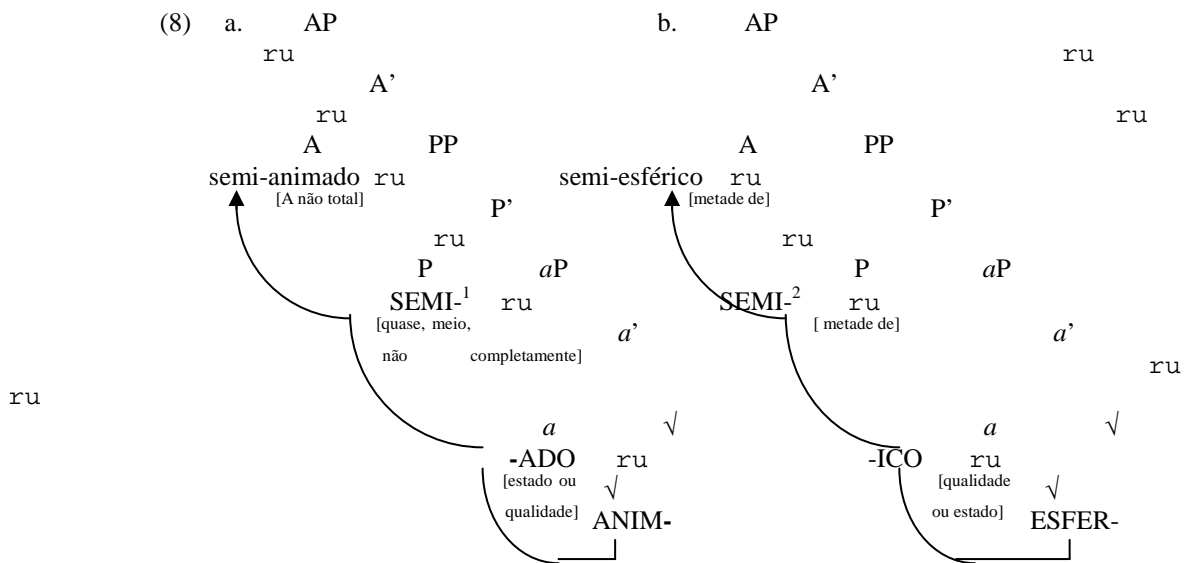 (8) a. AP b. AP
ru ru
A’ A’
ru ru
A PP A PP
semi-animado ru semi-esférico ru
[A não total] [metade de]
P’ P’
ru ru
P aP P aP
SEMI-1 ru SEMI-2 ru
[quase, meio, [ metade de]
a’ a’
não completamente]
ru
ru
a √ a √
-ADO ru -ICO ru
[estado ou [qualidade
√ √
qualidade] ou estado]
ANIM- ESFER-